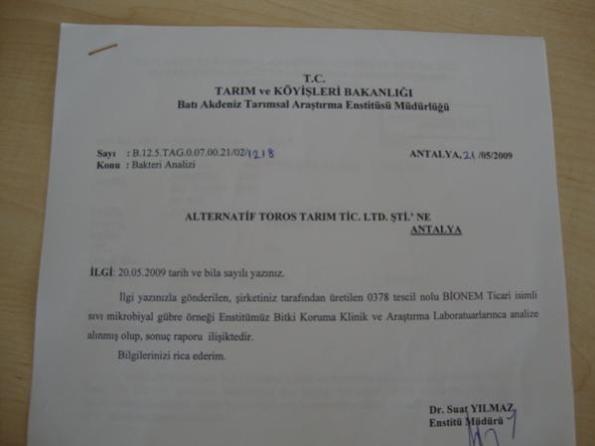 T.C.
TARIM ve KÖYİŞLERİ BAKANLIĞI
Batı Akdeniz Tarımsal Araştırma Enstitüsü Müdürlüğü
Sayı : B.12.5.TAG.0.07.00.21/02/1218 ANTALYA, 21 /05/2009
Konu : Bakteri Analizi
ALTERNATİF TOROS TARIM TİC. LTD. ŞTİ.' NE
ANTALYA
İLGİ: 20.05.2009 tarih ve bila sayılı yazınız.
İlgi yazınızla gönderilen, şirketiniz tarafından üretilen 0378 tescil nolu BİONEM Ticari isimli
sıvı mikrobiyal gübre örneği Enstitümüz Bitki Koruma Klinik ve Araştırma Laboratuarlarınca analize
alınmış olup, sonuç raporu ilişiktedir.
Bilgilerinizi rica ederim.
Dr. Suat YILMAZ
Enstitü Müdürü